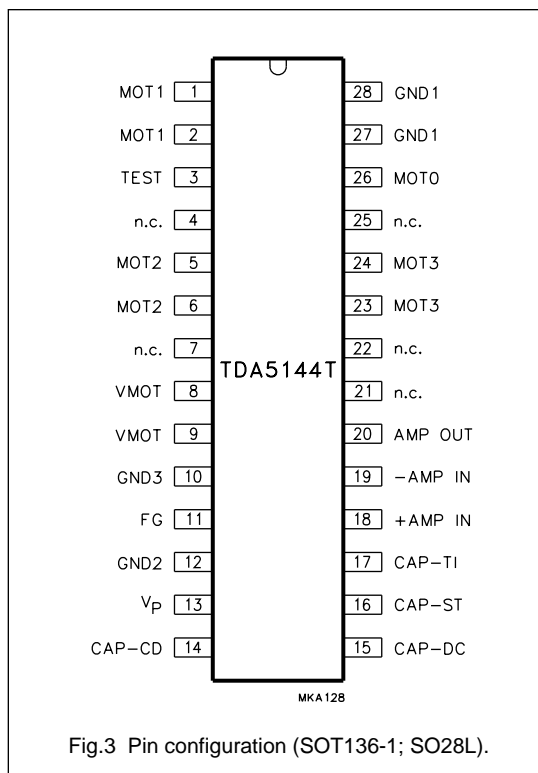 MOT1 1
MOT1 2
TEST 3
n.c. 4
MOT2 5
MOT2 6
n.c. 7
VMOT 8
VMOT 9
GND3 10
FG 11
GND2 12
VP 13
CAP-CD 14
TDA5144T
28 GND1
27 GND1
26 MOT0
25 n.c.
24 MOT3
23 MOT3
22 n.c.
21 n.c.
20 AMP OUT
19 −AMP IN
18 +AMP IN
17 CAP-TI
16 CAP-ST
15 CAP-DC
MKA128
Fig.3 Pin configuration (SOT136-1; SO28L).